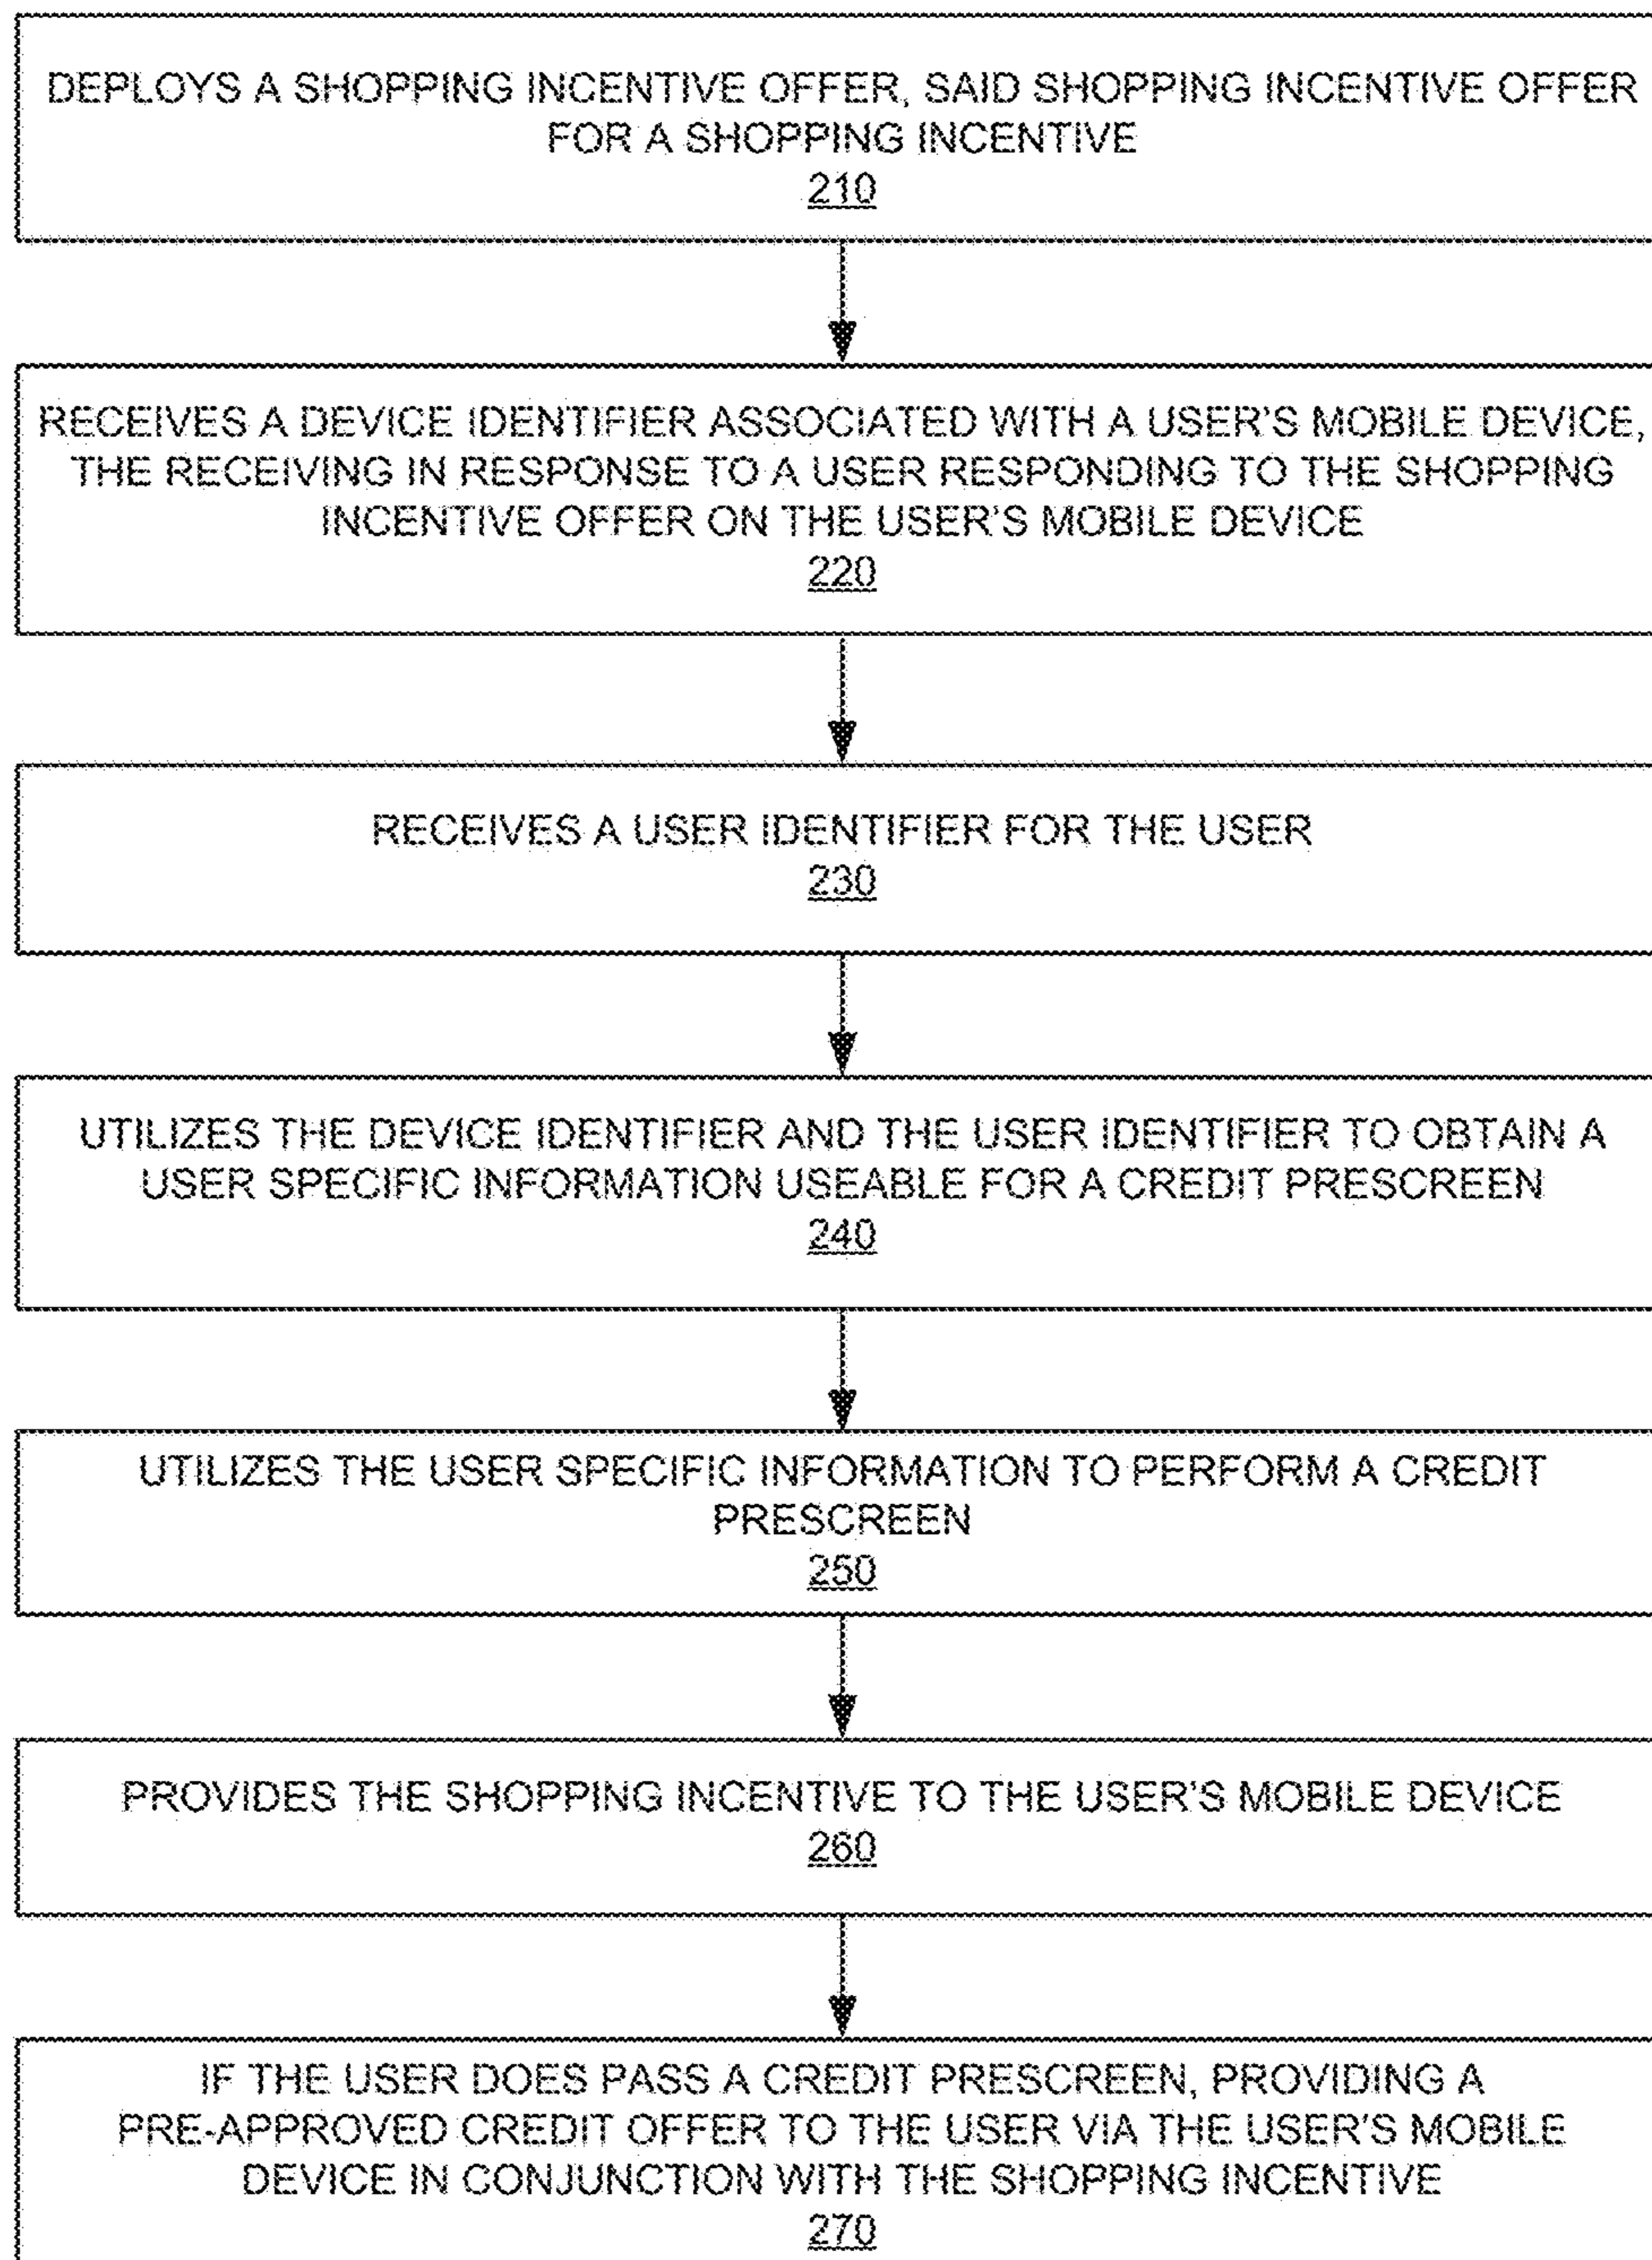 DEPLOYS A SHOPPING INCENTIVE OFFER, SAID SHOPPING INCENTIVE OFFER
FOR A SHOPPING INCENTIVE
210
RECEIVES A DEVICE IDENTIFIER ASSOCIATED WITH A USER'S MOBILE DEVICE,
THE RECEIVING IN RESPONSE TO A USER RESPONDING TO THE SHOPPING
INCENTIVE OFFER ON THE USER'S MOBILE DEVICE
220
RECEIVES A USER IDENTIFIER FOR THE USER
230
UTILIZES THE DEVICE IDENTIFIER AND THE USER IDENTIFIER TO OBTAIN A
USER SPECIFIC INFORMATION USEABLE FOR A CREDIT PRESCREEN
240
UTILIZES THE USER SPECIFIC INFORMATION TO PERFORM A CREDIT
PRESCREEN
250
PROVIDES THE SHOPPING INCENTIVE TO THE USER'S MOBILE DEVICE
260
IF THE USER DOES PASS A CREDIT PRESCREEN, PROVIDING A
PRE-APPROVED CREDIT OFFER TO THE USER VIA THE USER'S MOBILE
DEVICE IN CONJUNCTION WITH THE SHOPPING INCENTIVE
270